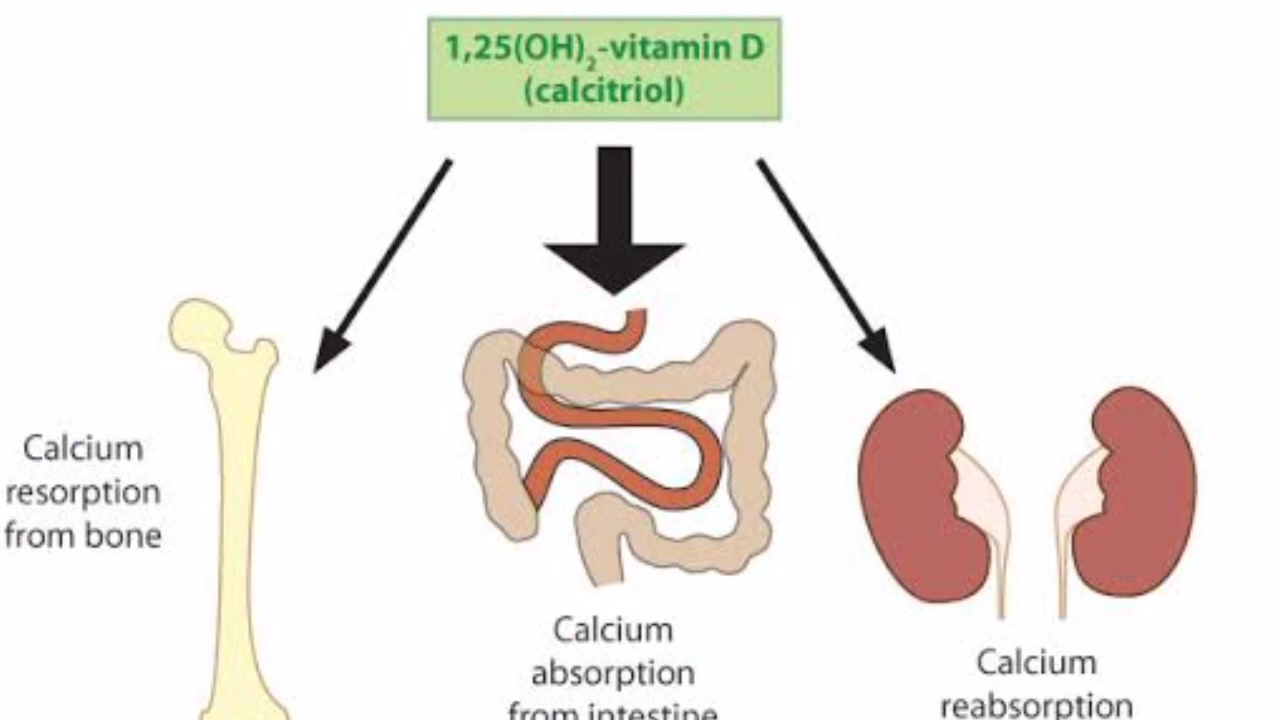 1,25(OH)₂-vitamin D
(calcitriol)
Calcium
resorption
from bone
Calcium
absorption
from intestine
Calcium
reabsorption